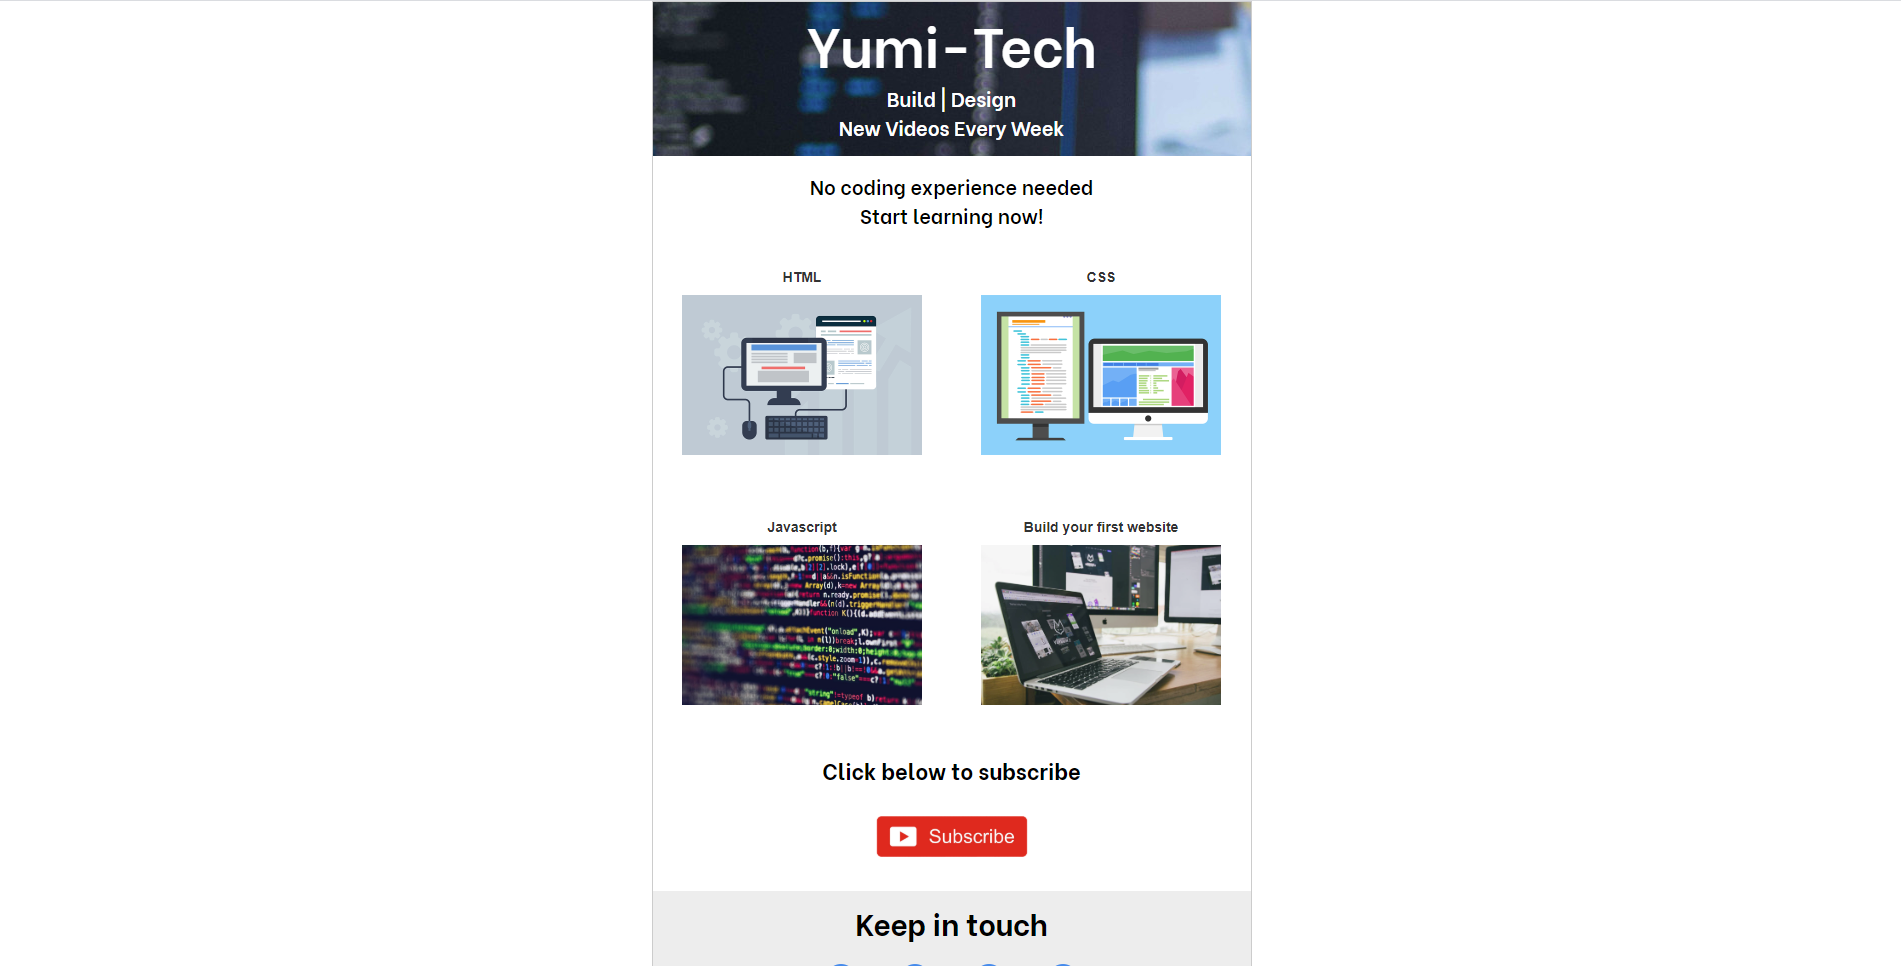 Yumi-Tech
Build | Design
New Videos Every Week
No coding experience needed
Start learning now!
HTML
CSS
Javascript
Build your first website
Click below to subscribe
Subscribe
Keep in touch